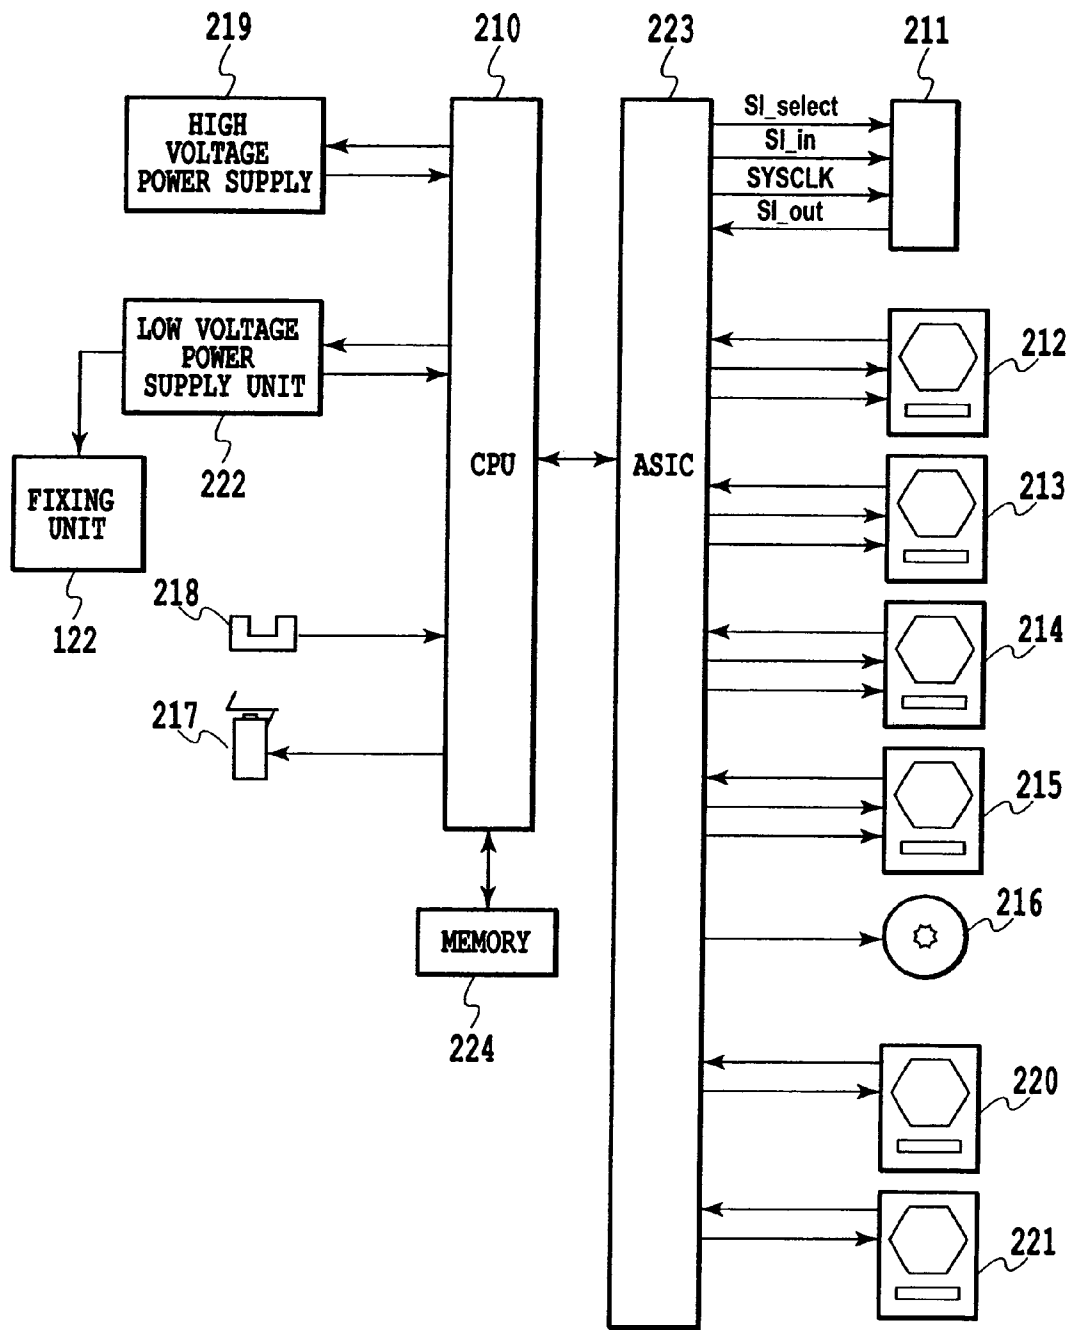 219
210
223
211
HIGH
VOLTAGE
POWER SUPPLY
SI_select
SI_in
SYSCLK
SI_out
LOW VOLTAGE
POWER
SUPPLY UNIT
212
222
CPU
ASIC
FIXING
UNIT
213
218
122
214
217
215
216
MEMORY
224
220
221